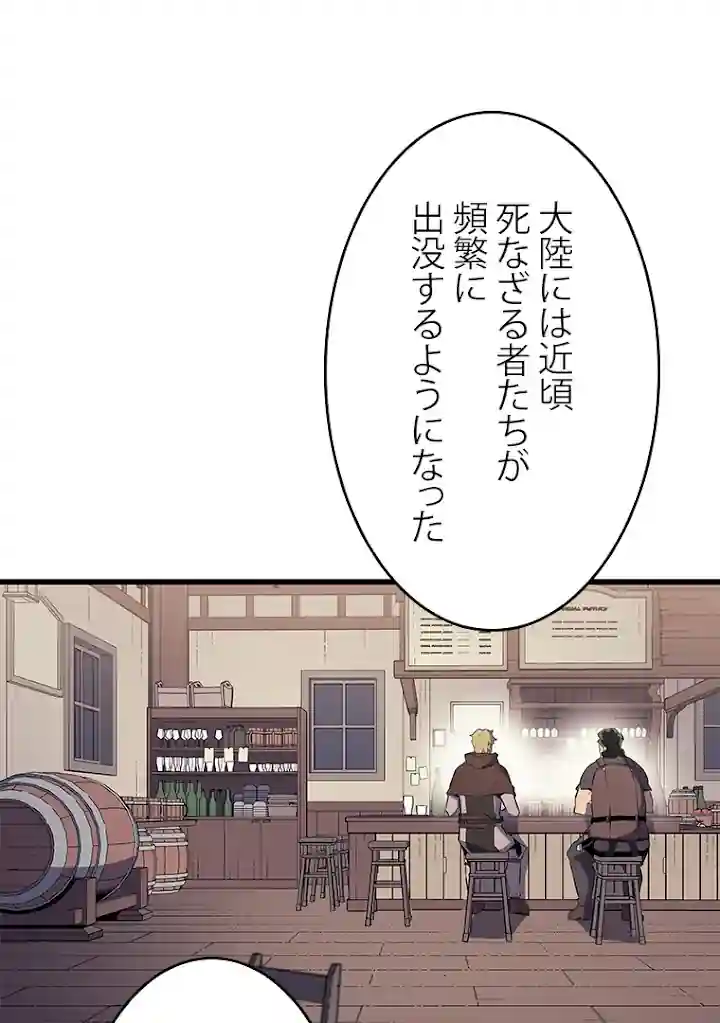 大陸には近頃
死なざる者たちが
頻繁に
出没するようになった